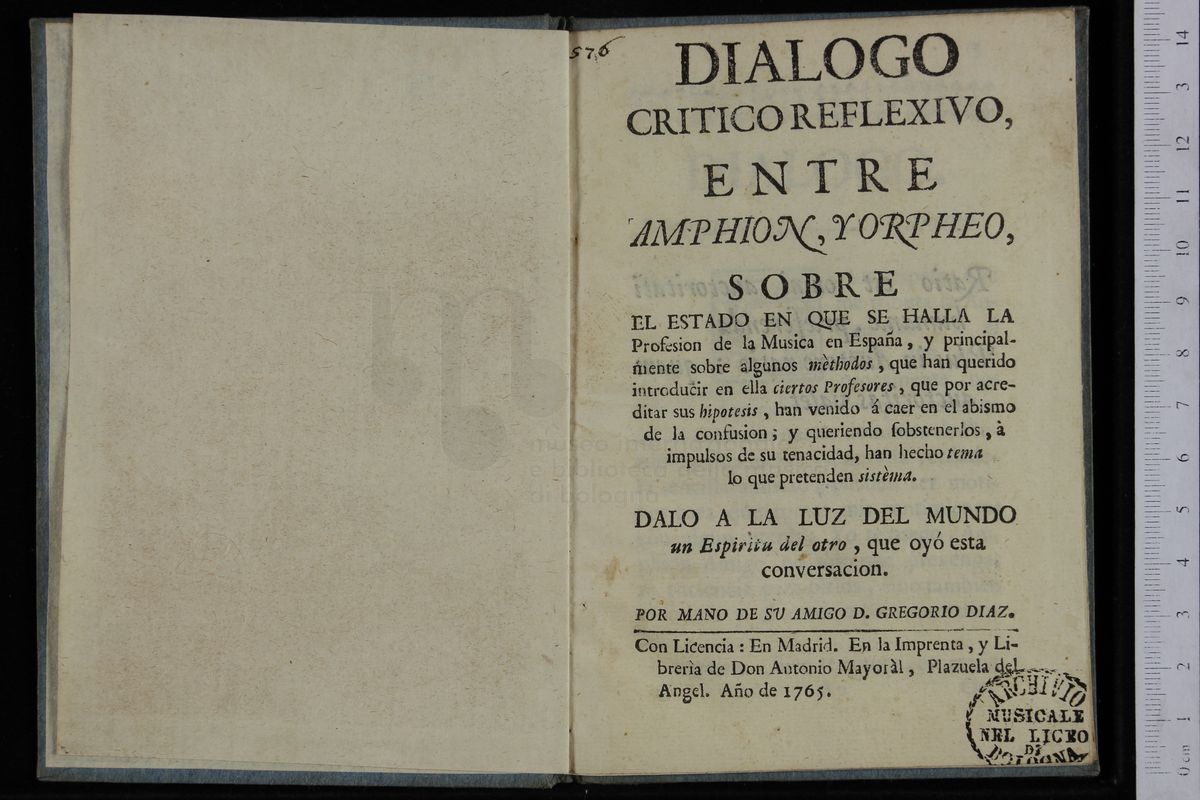 576
DIALOGO
CRITICO REFLEXIVO,
ENTRE
AMPHION, Y ORPHEO,
SOBRE
EL ESTADO EN QUE SE HALLA LA
Profesion de la Musica en España, y principal-
mente sobre algunos mèthodos, que han querido
introducir en ella ciertos Profesores, que por acre-
ditar sus hipotesis, han venido á caer en el abismo
de la confusion; y queriendo sobstenerlos, à
impulsos de su tenacidad, han hecho tema
lo que pretenden sistèma.
DALO A LA LUZ DEL MUNDO
un Espiritu del otro, que oyó esta
conversacion.
POR MANO DE SU AMIGO D. GREGORIO DIAZ.
Con Licencia: En Madrid. En la Imprenta, y Li-
brerìa de Don Antonio Mayoràl, Plazuela del
Angel. Año de 1765.
ARCHIVIO
MUSICALE
NEL LICEO
DI
BOLOGNA
museo
biblioteca
di bologna
14
3
12
11
10
9
8
7
6
5
4
3
2
1
0 cm